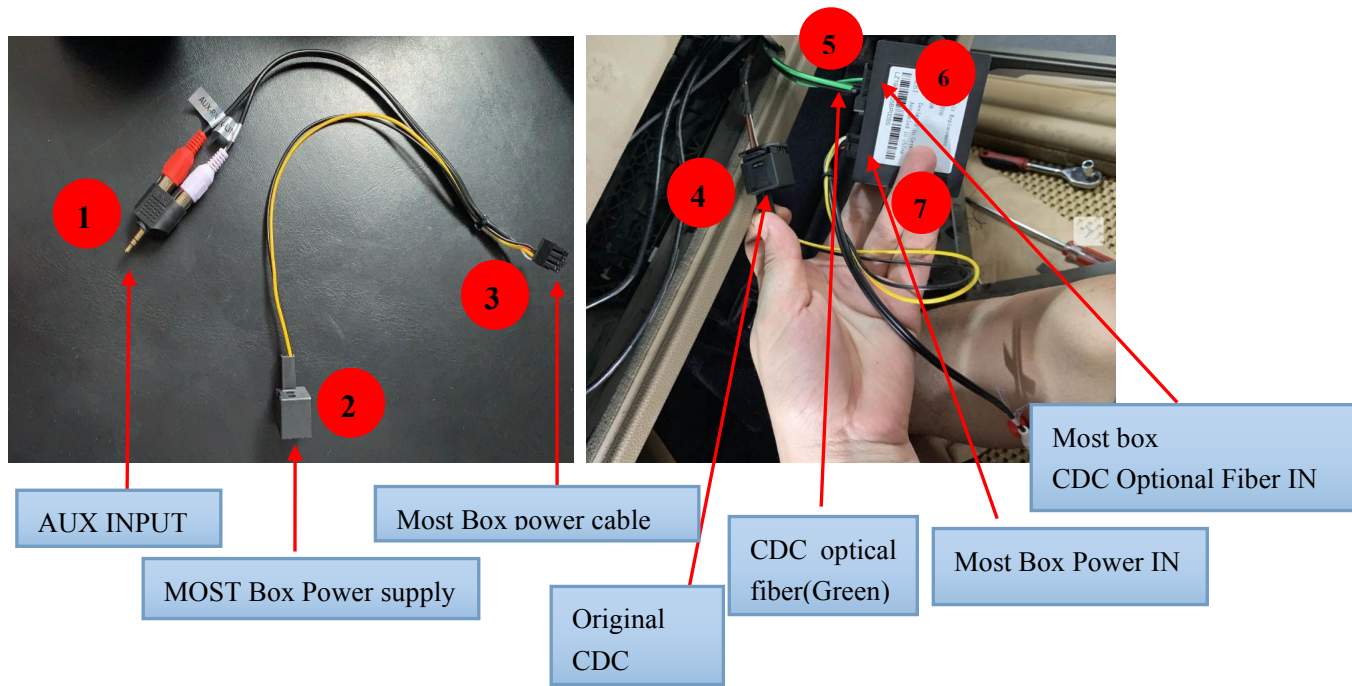 1
2
3
4
5
6
7
AUX-R
AUX INPUT
MOST Box Power supply
Most Box power cable
Original
CDC
CDC optical
fiber(Green)
Most box
CDC Optional Fiber IN
Most Box Power IN